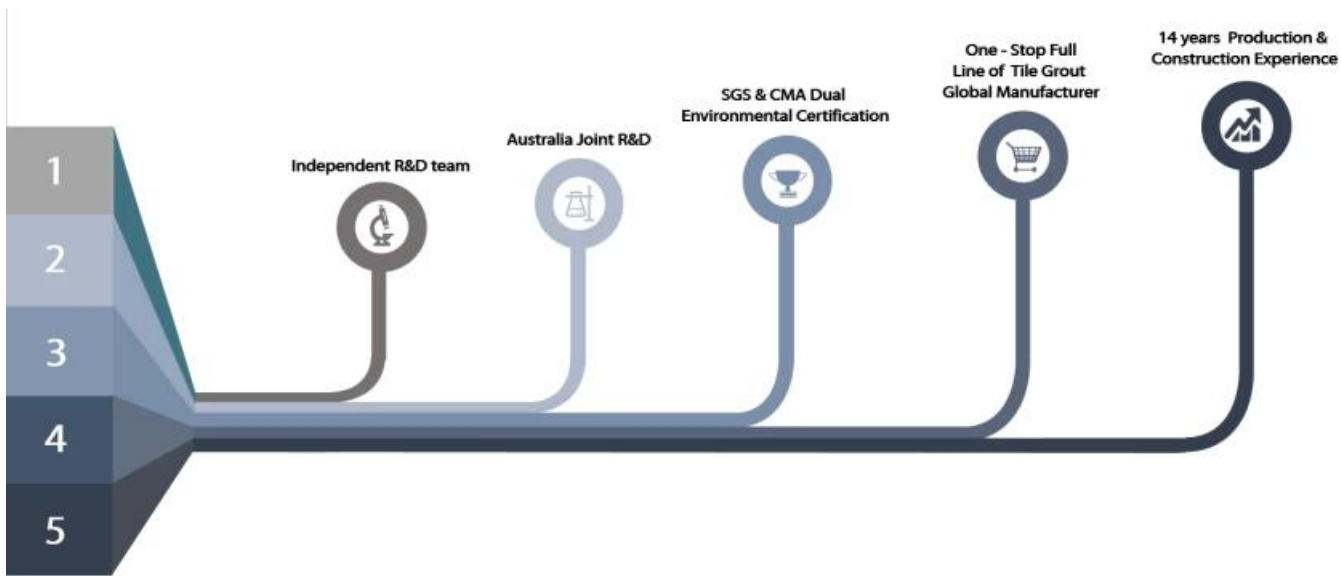 1
2
3
4
5
Independent R&D team
Australia Joint R&D
SGS & CMA Dual
Environmental Certification
One - Stop Full
Line of Tile Grout
Global Manufacturer
14 years Production &
Construction Experience